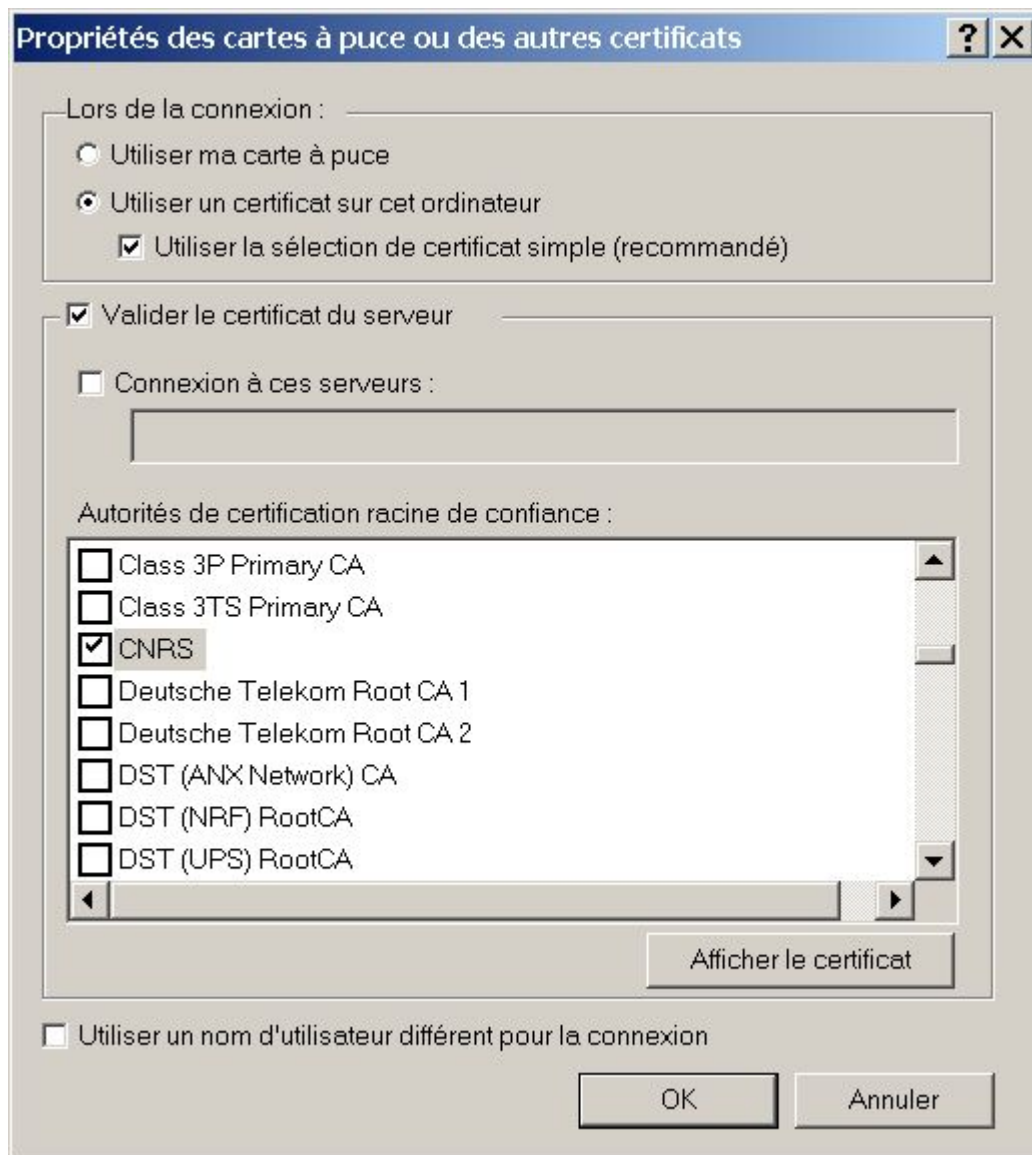 Propriétés des cartes à puce ou des autres certificats
Lors de la connexion :
Utiliser ma carte à puce
Utiliser un certificat sur cet ordinateur
Utiliser la sélection de certificat simple (recommandé)
Valider le certificat du serveur
Connexion à ces serveurs :
Autorités de certification racine de confiance :
Class 3P Primary CA
Class 3TS Primary CA
CNRS
Deutsche Telekom Root CA 1
Deutsche Telekom Root CA 2
DST (ANX Network) CA
DST (NRF) RootCA
DST (UPS) RootCA
Afficher le certificat
Utiliser un nom d'utilisateur différent pour la connexion
OK
Annuler